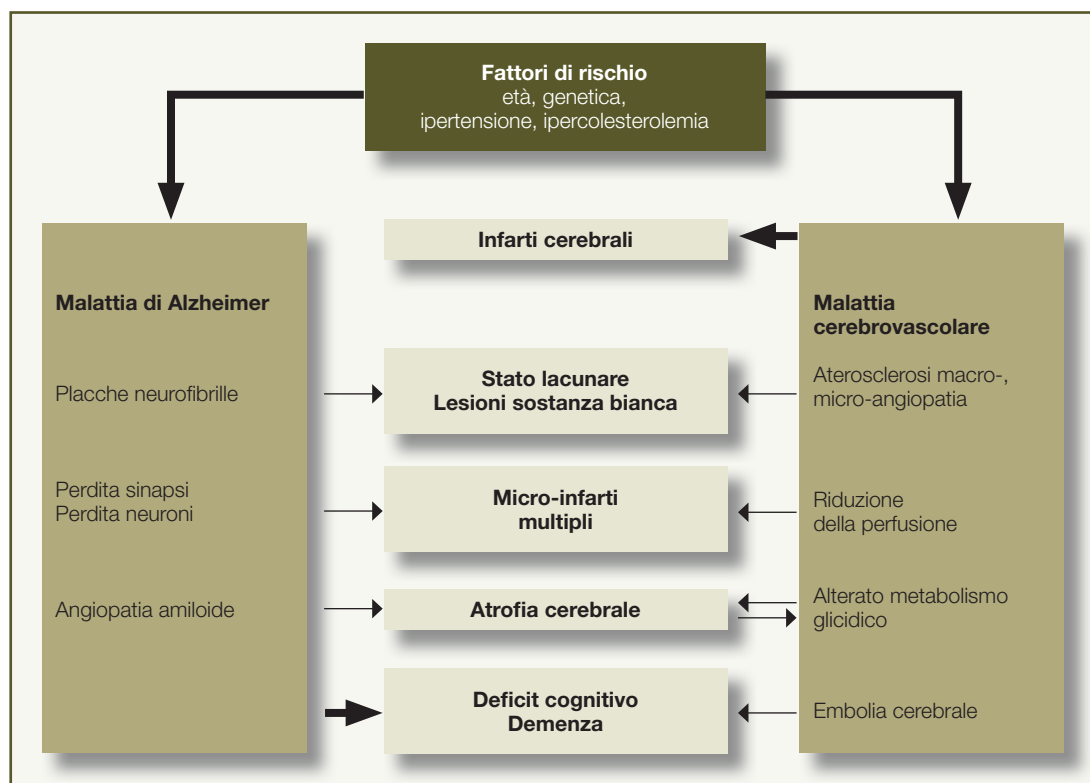 Fattori di rischio
età, genetica,
ipertensione, ipercolesterolemia
Infarti cerebrali
Malattia di Alzheimer
Malattia
cerebrovascolare
Placche neurofibrille
Stato lacunare
Lesioni sostanza bianca
Aterosclerosi macro-,
micro-angiopatia
Perdita sinapsi
Perdita neuroni
Micro-infarti
multipli
Riduzione
della perfusione
Angiopatia amiloide
Atrofia cerebrale
Alterato metabolismo
glicidico
Deficit cognitivo
Demenza
Embolia cerebrale